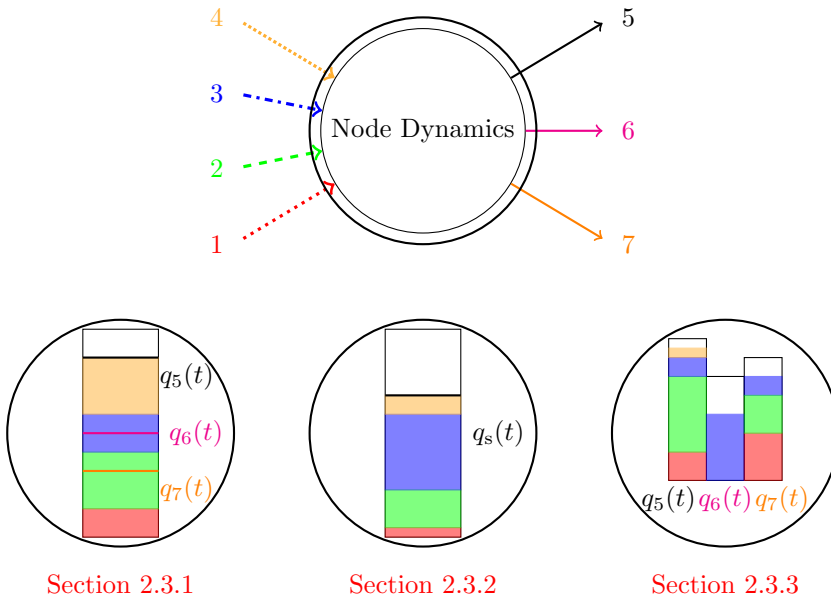 4
5
3
Node Dynamics
6
2
1
7
q₅(t)
q₆(t)
q₇(t)
qₛ(t)
q₅(t) q₆(t) q₇(t)
Section 2.3.1
Section 2.3.2
Section 2.3.3